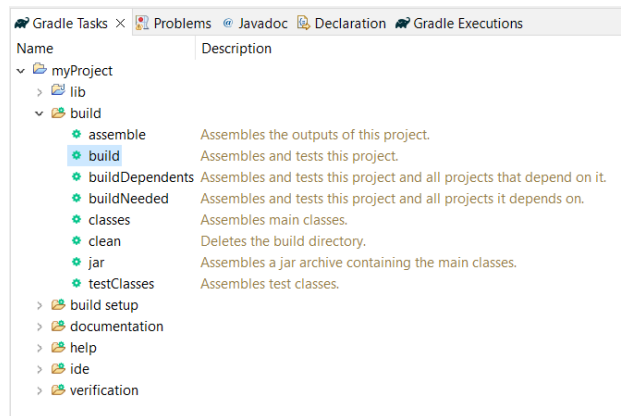 Gradle Tasks Problems @ Javadoc Declaration Gradle Executions
Name Description
myProject
lib
build
assemble Assembles the outputs of this project.
build Assembles and tests this project.
buildDependents Assembles and tests this project and all projects that depend on it.
buildNeeded Assembles and tests this project and all projects it depends on.
classes Assembles main classes.
clean Deletes the build directory.
jar Assembles a jar archive containing the main classes.
testClasses Assembles test classes.
build setup
documentation
help
ide
verification